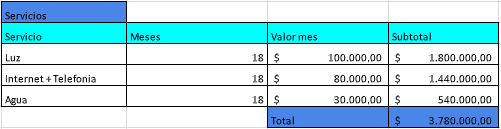 Servicios
Servicio Meses Valor mes Subtotal
Luz 18 $ 100.000,00 $ 1.800.000,00
Internet + Telefonia 18 $ 80.000,00 $ 1.440.000,00
Agua 18 $ 30.000,00 $ 540.000,00
Total $ 3.780.000,00